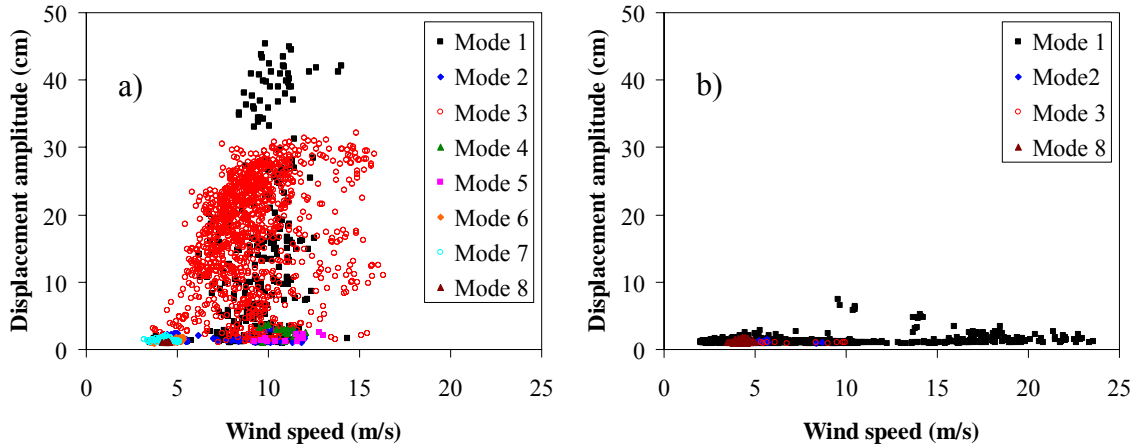 a)
Displacement amplitude (cm)
50
40
30
20
10
0
0 5 10 15 20 25
Wind speed (m/s)
Mode 1
Mode 2
Mode 3
Mode 4
Mode 5
Mode 6
Mode 7
Mode 8
b)
Displacement amplitude (cm)
50
40
30
20
10
0
0 5 10 15 20 25
Wind speed (m/s)
Mode 1
Mode2
Mode 3
Mode 8